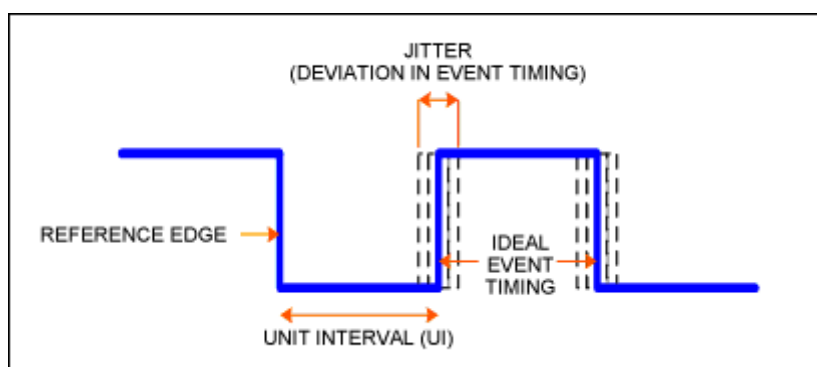 JITTER
(DEVIATION IN EVENT TIMING)
REFERENCE EDGE
IDEAL
EVENT
TIMING
UNIT INTERVAL (UI)